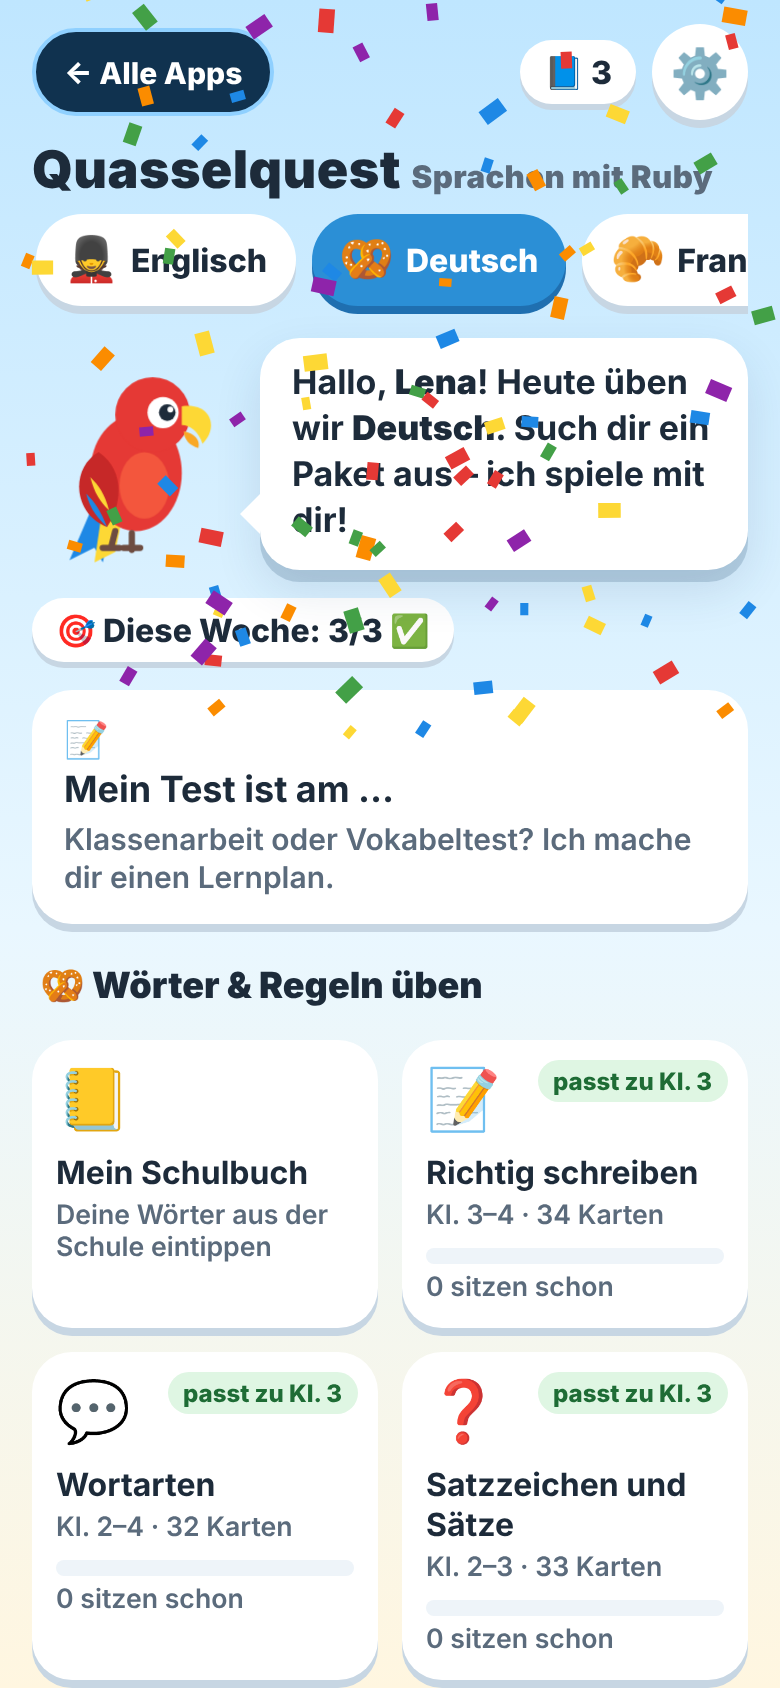 ← Alle Apps
3
Quasselquest Sprachen mit Ruby
Englisch
Deutsch
Fran
Hallo, Lena! Heute üben
wir Deutsch. Such dir ein
Paket aus – ich spiele mit
dir!
Diese Woche: 3/3
Mein Test ist am ...
Klassenarbeit oder Vokabeltest? Ich mache
dir einen Lernplan.
Wörter & Regeln üben
Mein Schulbuch
Deine Wörter aus der
Schule eintippen
passt zu Kl. 3
Richtig schreiben
Kl. 3–4 · 34 Karten
0 sitzen schon
passt zu Kl. 3
Wortarten
Kl. 2–4 · 32 Karten
0 sitzen schon
passt zu Kl. 3
Satzzeichen und
Sätze
Kl. 2–3 · 33 Karten
0 sitzen schon